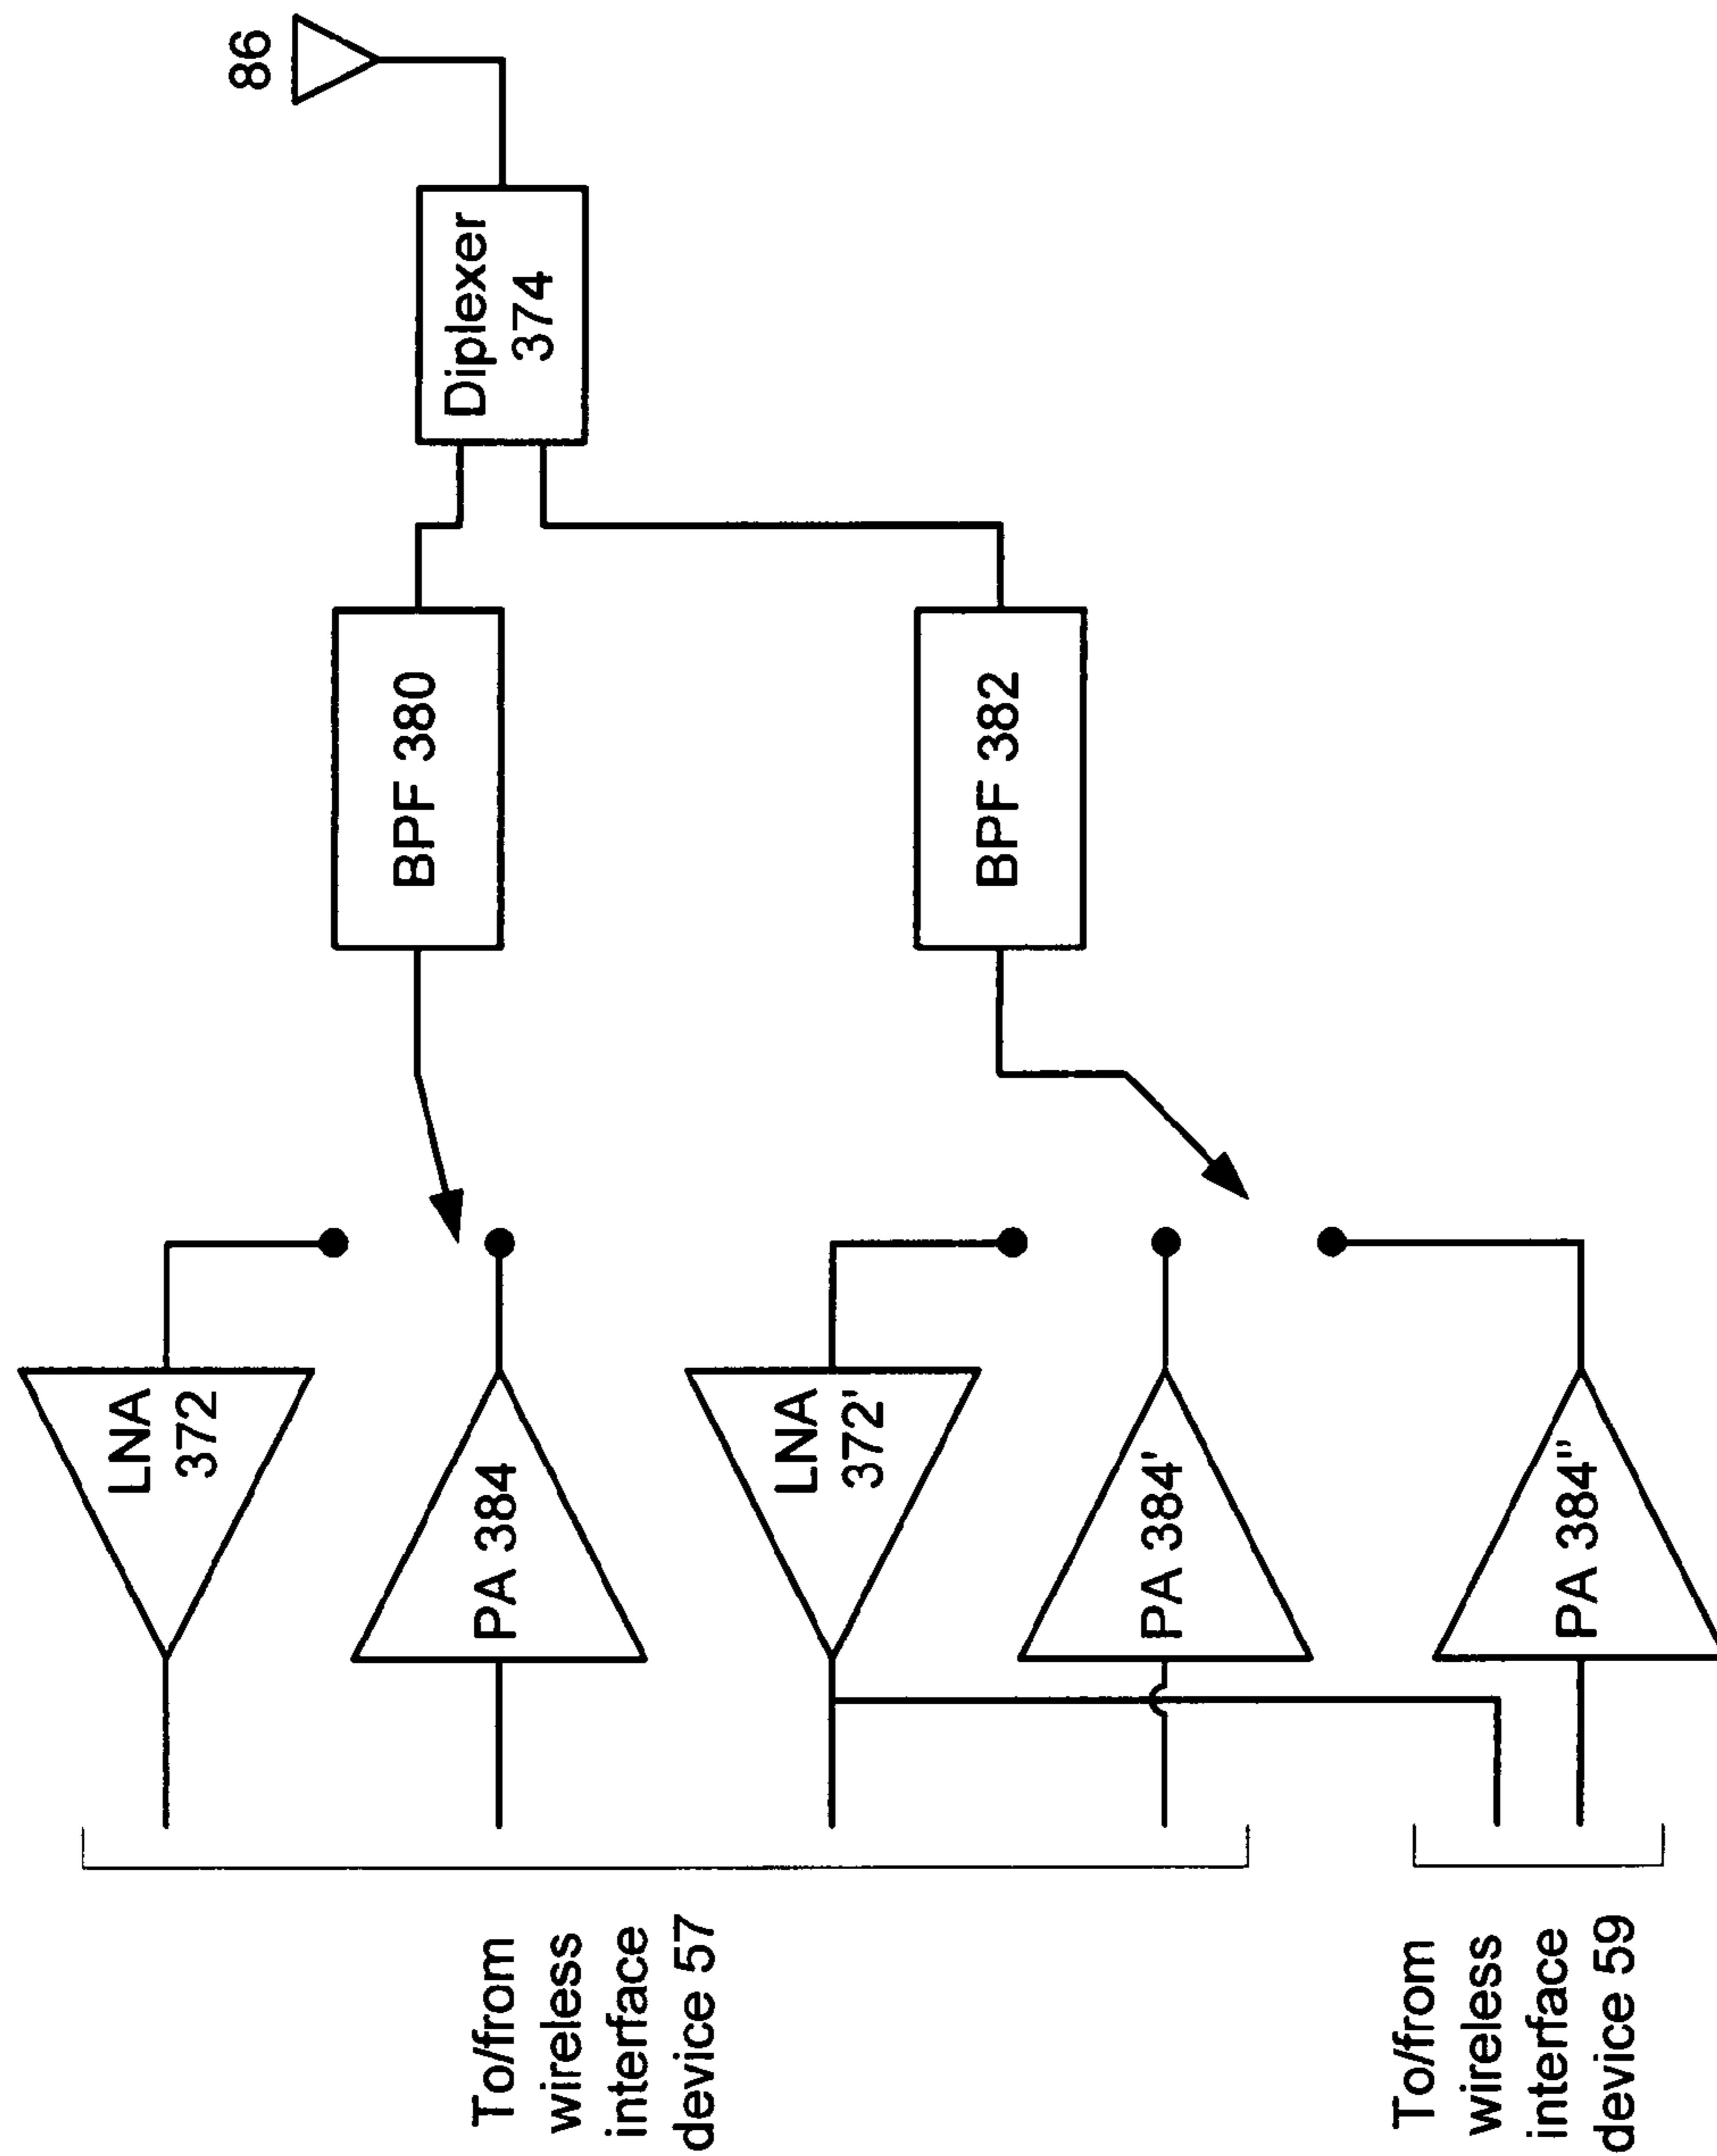 86
Diplexer
374
BPF 380
BPF 382
LNA
372
PA 384
LNA
372'
PA 384'
PA 384"
To/from
wireless
interface
device 57
To/from
wireless
interface
device 59